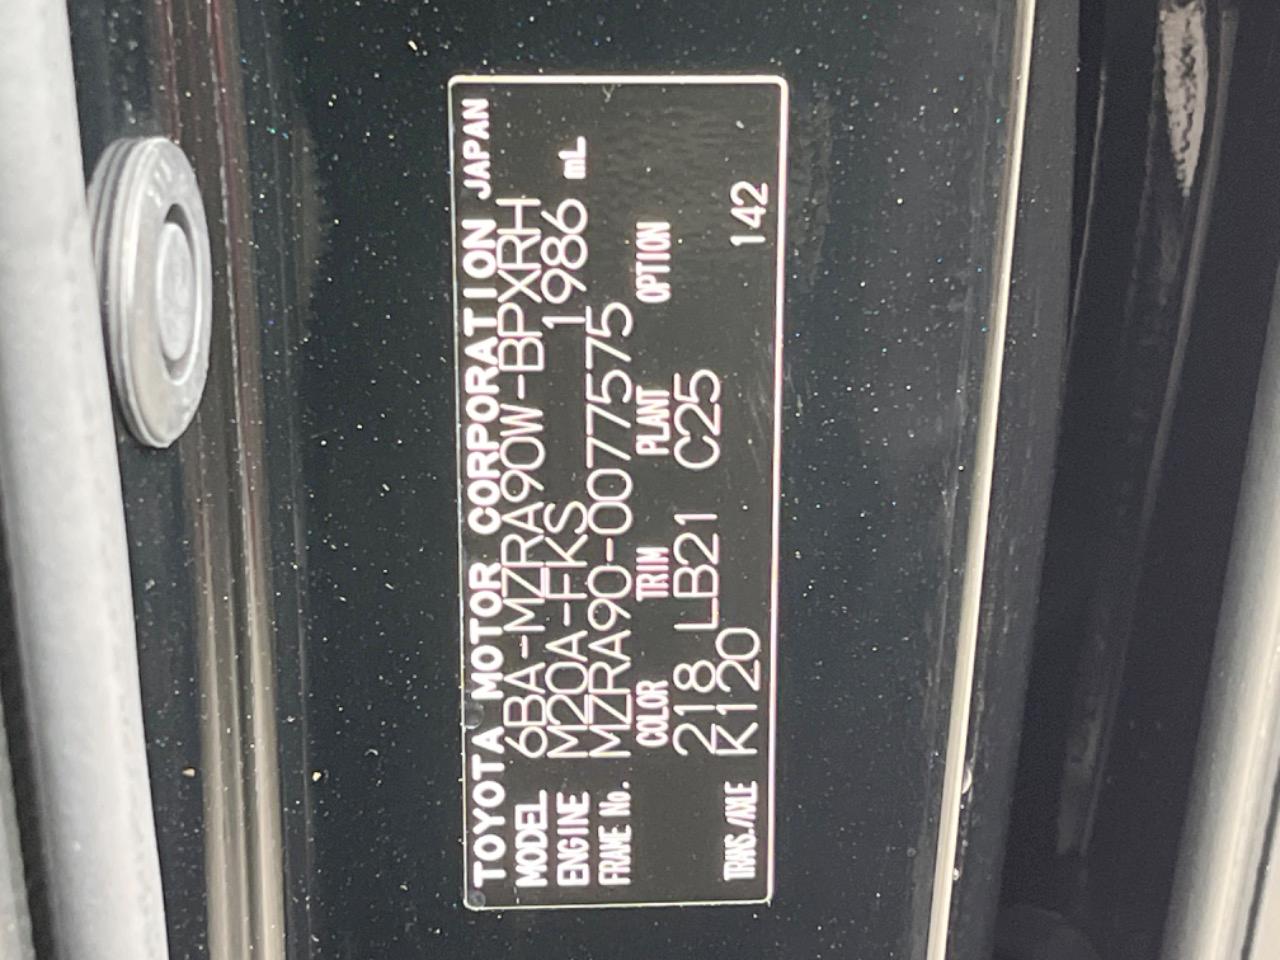 TOYOTA MOTOR CORPORATION JAPAN
MODEL 6BA-MZRA90W-BPXRH
ENGINE M20A-FKS 1986 mL
FRAME No. MZRA90-0077575
COLOR TRIM PLANT OPTION
218 LB21 C25
TRANS./AXLE K120 142